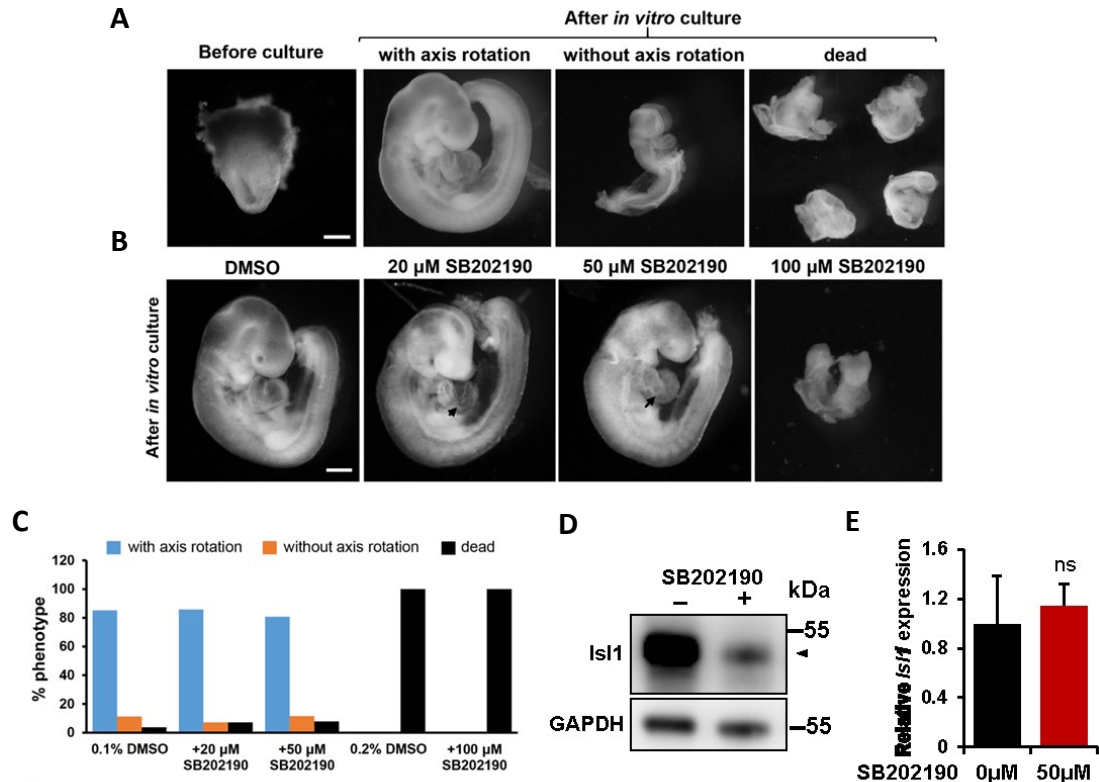 A
After in vitro culture
Before culture
with axis rotation
without axis rotation
dead
B
DMSO
20 µM SB202190
50 µM SB202190
100 µM SB202190
After in vitro culture
C
with axis rotation
without axis rotation
dead
% phenotype
120
100
80
60
40
20
0
0.1% DMSO
+20 µM
SB202190
+50 µM
SB202190
0.2% DMSO
+100 µM
SB202190
D
SB202190
– + kDa
Isl1
55
GAPDH
55
E
Relative Isl1 expression
1.6
1.2
0.8
0.4
0
ns
SB202190 0µM 50µM